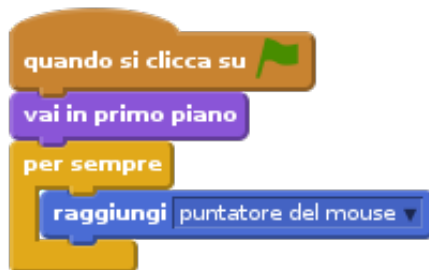 quando si clicca su
vai in primo piano
per sempre
raggiungi puntatore del mouse